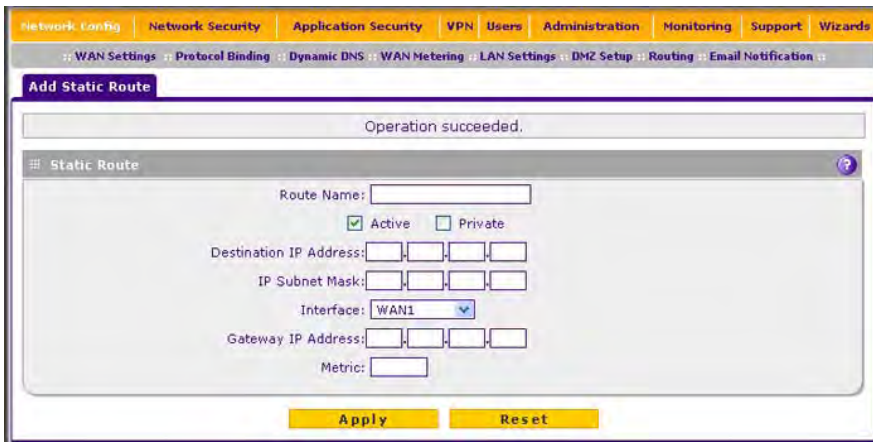 Network Config Network Security Application Security VPN Users Administration Monitoring Support Wizards
:: WAN Settings :: Protocol Binding :: Dynamic DNS :: WAN Metering :: LAN Settings :: DMZ Setup :: Routing :: Email Notification ::
Add Static Route
Operation succeeded.
Static Route ?
Route Name:
Active Private
Destination IP Address: . . .
IP Subnet Mask: . . .
Interface: WAN1
Gateway IP Address: . . .
Metric:
Apply Reset